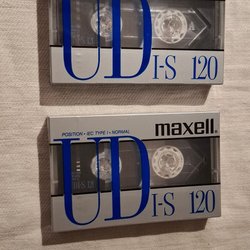 UD I-S 120
POSITION • IEC TYPE I • NORMAL
maxell
UD I-S 120